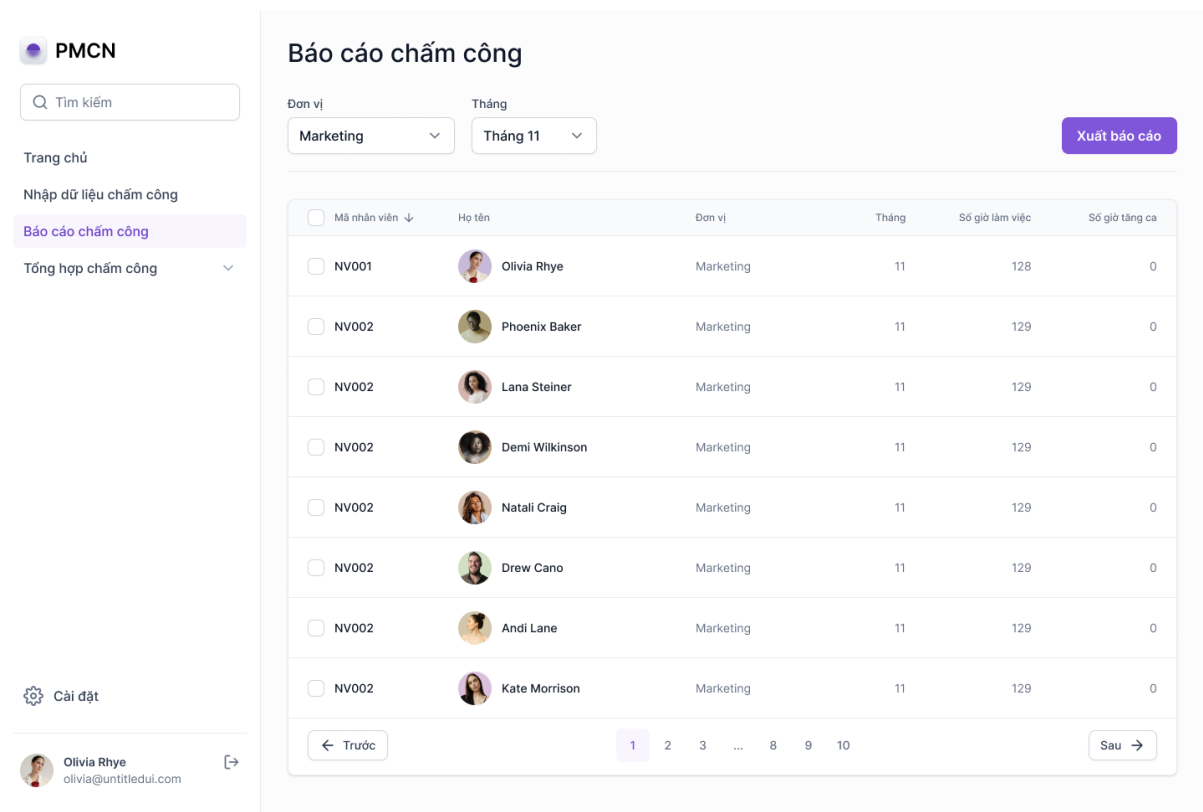 PMCN
Tìm kiếm
Trang chủ
Nhập dữ liệu chấm công
Báo cáo chấm công
Tổng hợp chấm công
Cài đặt
Olivia Rhye
olivia@untitledui.com
Báo cáo chấm công
Đơn vị Tháng
Marketing Tháng 11 Xuất báo cáo
Mã nhân viên Họ tên Đơn vị Tháng Số giờ làm việc Số giờ tăng ca
NV001 Olivia Rhye Marketing 11 128 0
NV002 Phoenix Baker Marketing 11 129 0
NV002 Lana Steiner Marketing 11 129 0
NV002 Demi Wilkinson Marketing 11 129 0
NV002 Natali Craig Marketing 11 129 0
NV002 Drew Cano Marketing 11 129 0
NV002 Andi Lane Marketing 11 129 0
NV002 Kate Morrison Marketing 11 129 0
Trước 1 2 3 ... 8 9 10 Sau